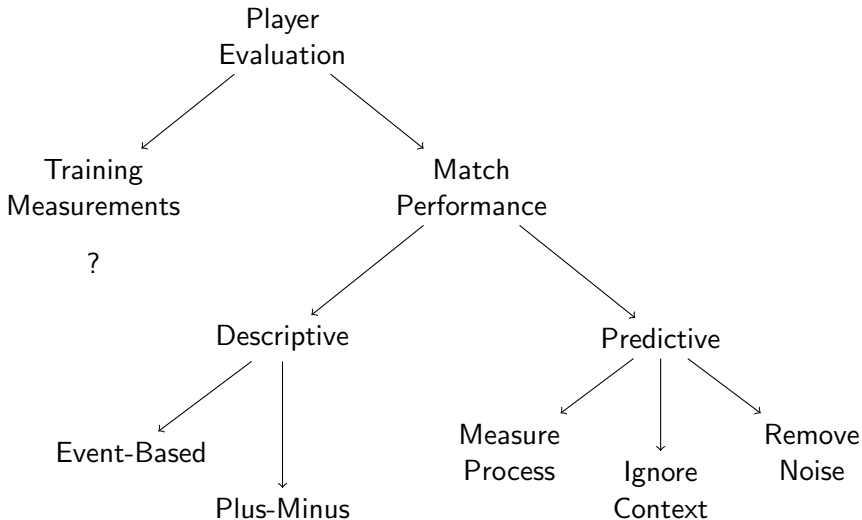 Player
Evaluation
Training
Measurements
Match
Performance
?
Descriptive
Predictive
Event-Based
Plus-Minus
Measure
Process
Ignore
Context
Remove
Noise